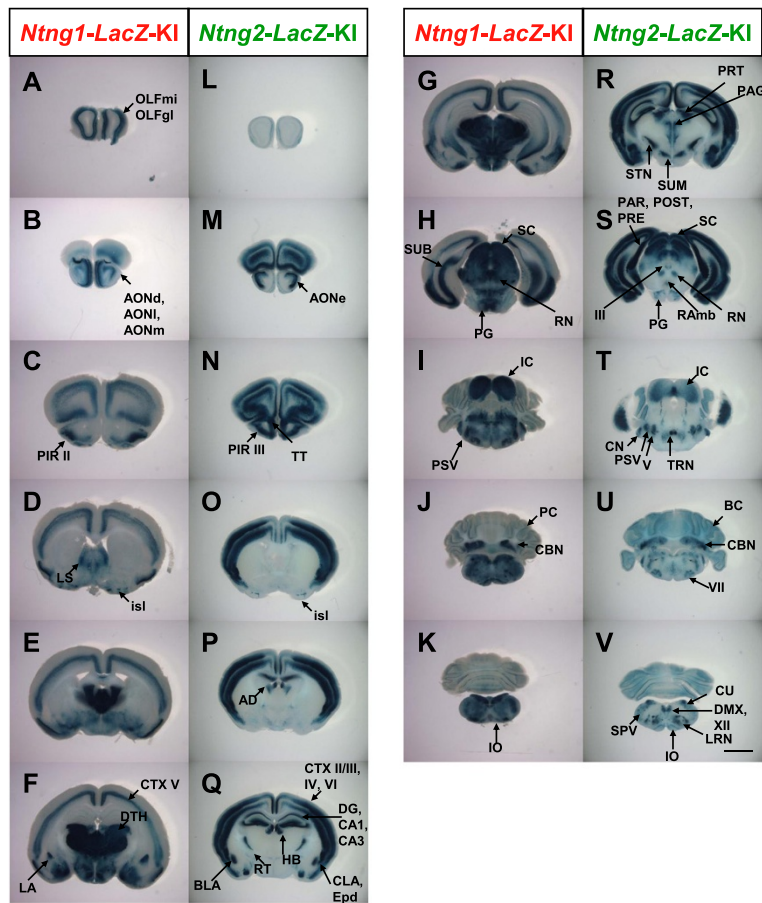 Ntng1-LacZ-KI
Ntng2-LacZ-KI
A
OLFmi
OLFgl
L
B
AONd,
AONl,
AONm
M
AONe
C
PIR II
N
PIR III
TT
D
LS
isl
O
isl
E
P
AD
F
CTX V
DTH
LA
Q
CTX II/III,
IV, VI
DG,
CA1,
CA3
HB
RT
BLA
CLA,
Epd
Ntng1-LacZ-KI
Ntng2-LacZ-KI
G
R
PRT
PAG
STN
SUM
H
SC
SUB
RN
PG
PAR, POST,
PRE
S
SC
III
RAmb
RN
PG
I
IC
PSV
T
IC
CN
PSV
V
TRN
J
PC
CBN
U
BC
CBN
VII
K
IO
V
CU
DMX,
XII
SPV
LRN
IO